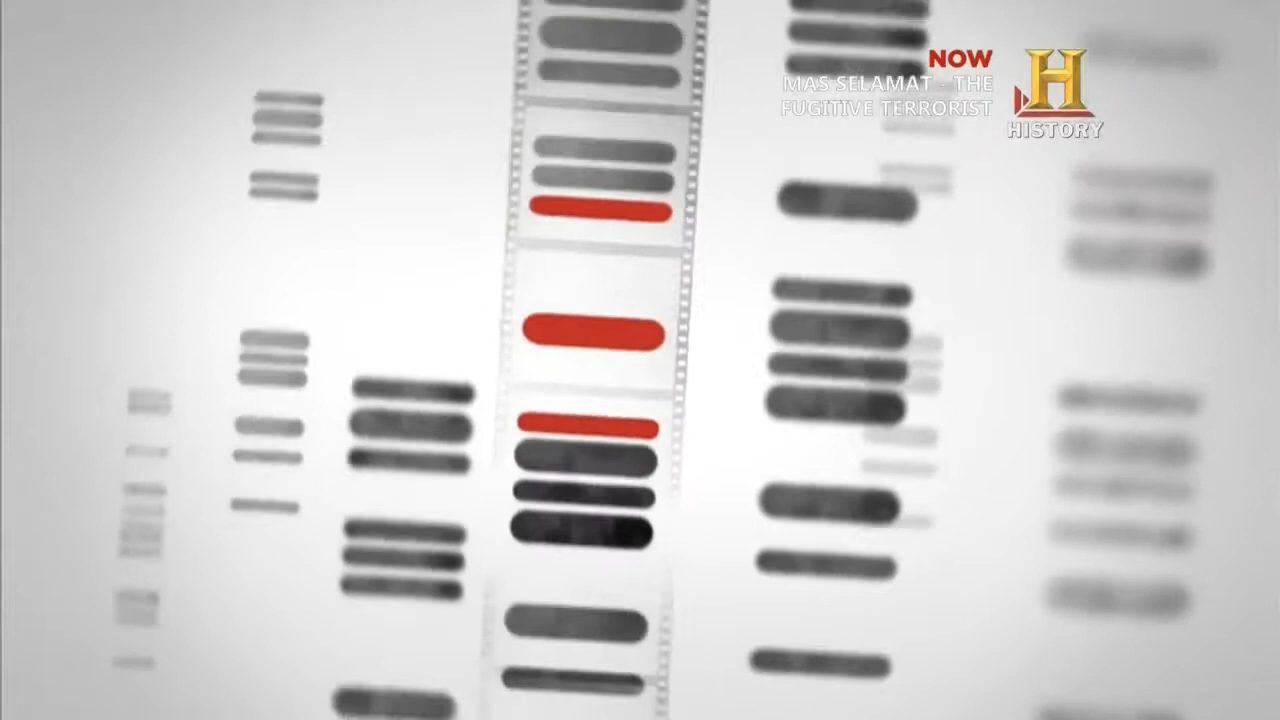 NOW
MAS SELAMAT - THE
FUGITIVE TERRORIST
H
HISTORY